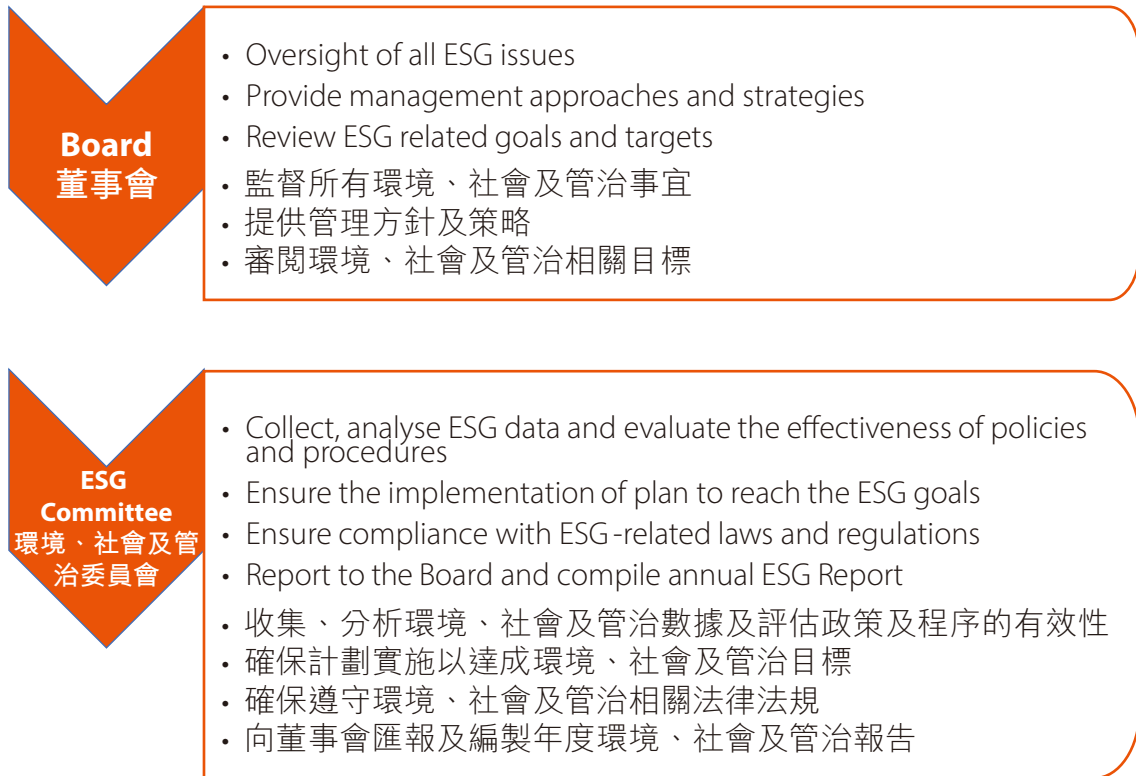 Board
董事會
• Oversight of all ESG issues
• Provide management approaches and strategies
• Review ESG related goals and targets
• 監督所有環境、社會及管治事宜
• 提供管理方針及策略
• 審閱環境、社會及管治相關目標
ESG
Committee
環境、社會及管
治委員會
• Collect, analyse ESG data and evaluate the effectiveness of policies
and procedures
• Ensure the implementation of plan to reach the ESG goals
• Ensure compliance with ESG-related laws and regulations
• Report to the Board and compile annual ESG Report
• 收集、分析環境、社會及管治數據及評估政策及程序的有效性
• 確保計劃實施以達成環境、社會及管治目標
• 確保遵守環境、社會及管治相關法律法規
• 向董事會匯報及編製年度環境、社會及管治報告